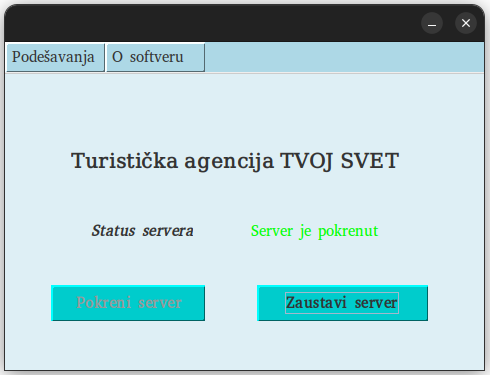 Podešavanja O softveru
Turistička agencija TVOJ SVET
Status servera Server je pokrenut
Pokreni server Zaustavi server